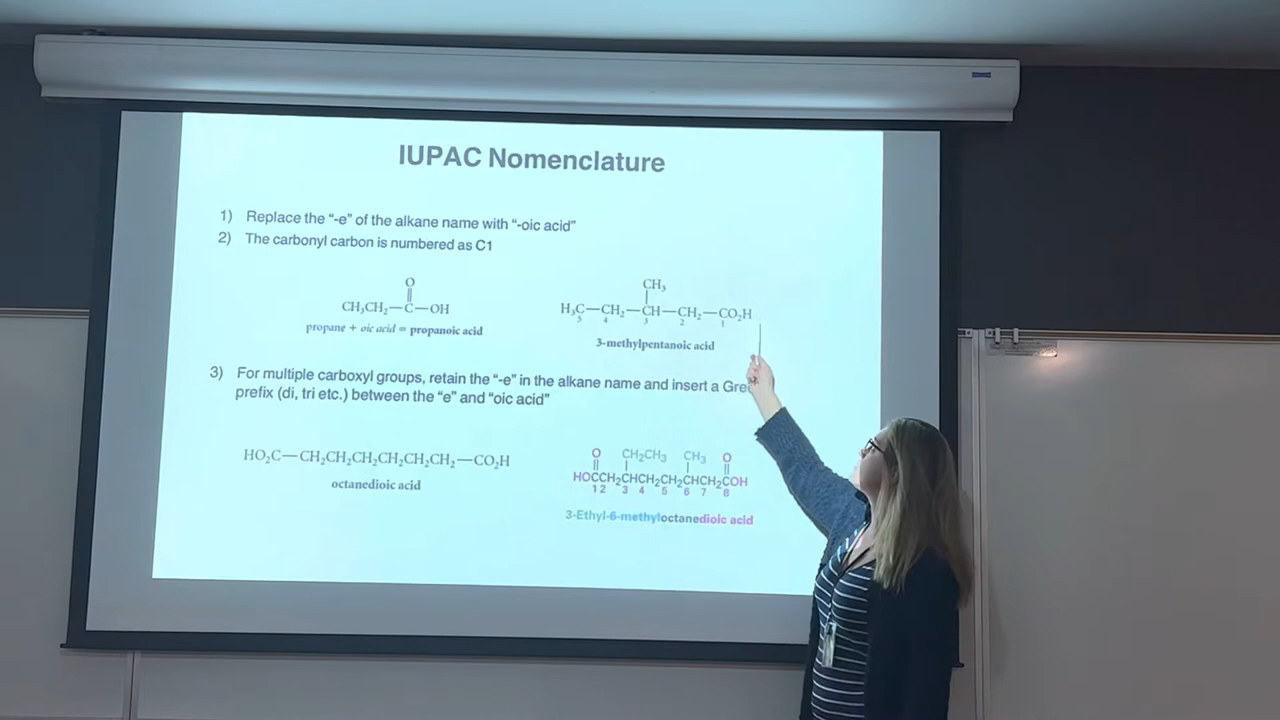 IUPAC Nomenclature
1) Replace the “-e” of the alkane name with “-oic acid”
2) The carbonyl carbon is numbered as C1
O
CH₃CH₂—C—OH
propane + oic acid = propanoic acid
CH₃
H₃C—CH₂—CH—CH₂—CO₂H
5 4 3 2 1
3-methylpentanoic acid
3) For multiple carboxyl groups, retain the “-e” in the alkane name and insert a
prefix (di, tri etc.) between the “e” and “oic acid”
HO₂C—CH₂CH₂CH₂CH₂CH₂CH₂—CO₂H
octanedioic acid
O CH₂CH₃ CH₃ O
HOCCH₂CHCH₂CH₂CHCH₂COH
1 2 3 4 5 6 7 8
3-Ethyl-6-methyloctanedioic acid